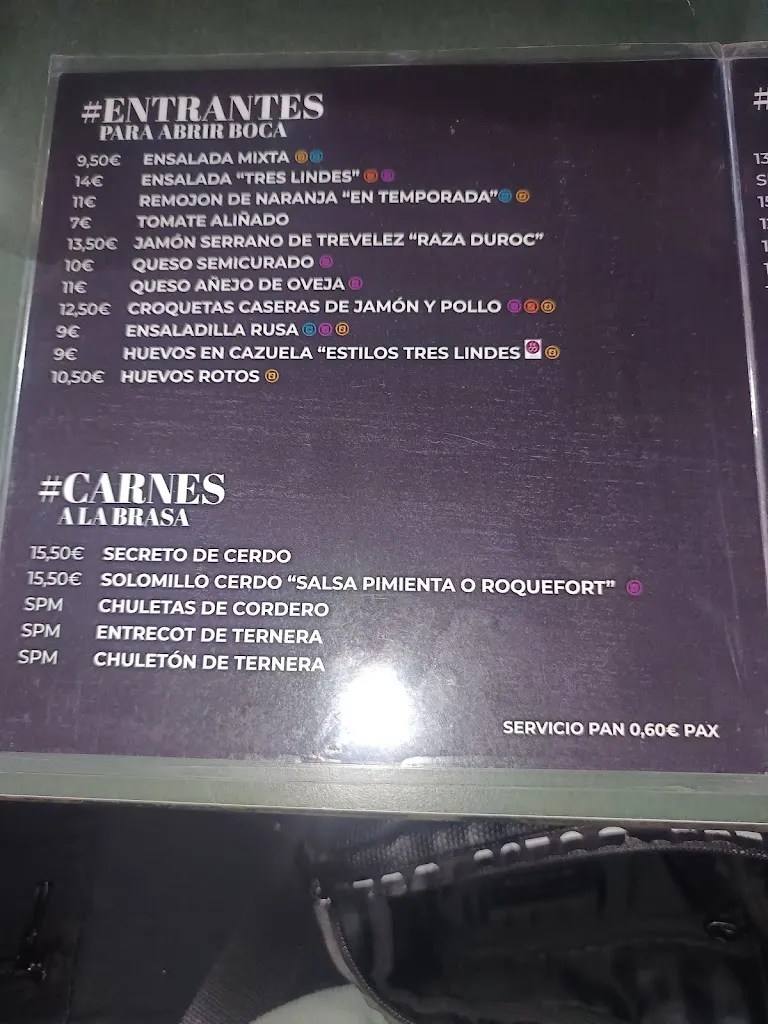 #ENTRANTES
PARA ABRIR BOCA
9,50€ ENSALADA MIXTA
14€ ENSALADA “TRES LINDES”
11€ REMOJON DE NARANJA “EN TEMPORADA”
7€ TOMATE ALIÑADO
13,50€ JAMÓN SERRANO DE TREVELEZ “RAZA DUROC”
10€ QUESO SEMICURADO
11€ QUESO AÑEJO DE OVEJA
12,50€ CROQUETAS CASERAS DE JAMÓN Y POLLO
9€ ENSALADILLA RUSA
9€ HUEVOS EN CAZUELA “ESTILOS TRES LINDES
10,50€ HUEVOS ROTOS
#CARNES
A LA BRASA
15,50€ SECRETO DE CERDO
15,50€ SOLOMILLO CERDO “SALSA PIMIENTA O ROQUEFORT”
SPM CHULETAS DE CORDERO
SPM ENTRECOT DE TERNERA
SPM CHULETÓN DE TERNERA
SERVICIO PAN 0,60€ PAX